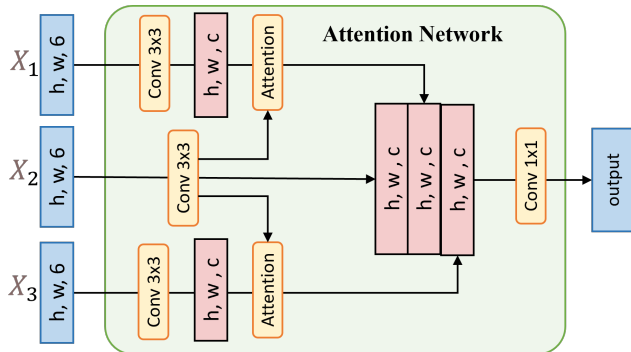 Attention Network
X1
h, w, 6
Conv 3x3
h, w , c
Attention
X2
h, w, 6
Conv 3x3
h, w , c
h, w , c
h, w , c
Conv 1x1
output
X3
h, w, 6
Conv 3x3
h, w , c
Attention